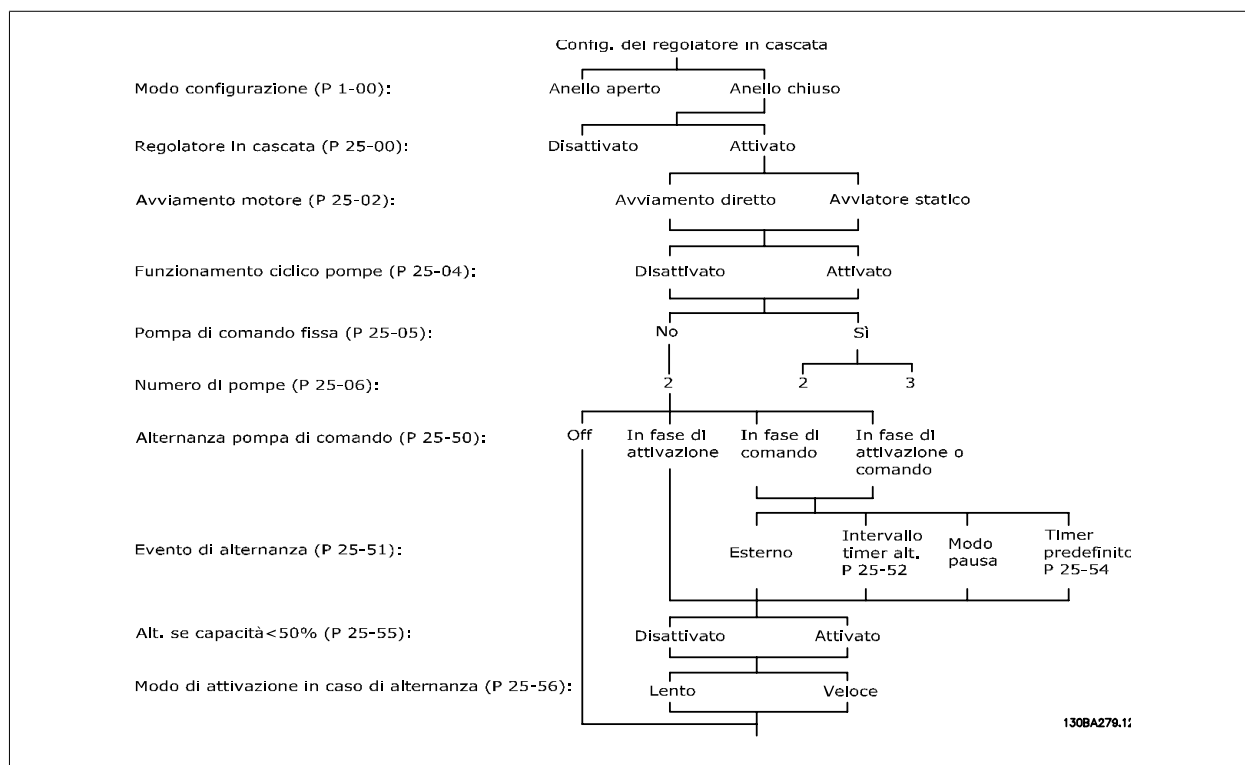 Config. del regolatore in cascata
Modo configurazione (P 1-00):
Anello aperto
Anello chiuso
Regolatore in cascata (P 25-00):
Disattivato
Attivato
Avviamento motore (P 25-02):
Avviamento diretto
Avviatore statico
Funzionamento ciclico pompe (P 25-04):
Disattivato
Attivato
Pompa di comando fissa (P 25-05):
No
Sì
Numero di pompe (P 25-06):
2
2
3
Alternanza pompa di comando (P 25-50):
Off
In fase di
attivazione
In fase di
comando
In fase di
attivazione o
comando
Evento di alternanza (P 25-51):
Esterno
Intervallo
timer alt.
P 25-52
Modo
pausa
Timer
predefinito
P 25-54
Alt. se capacità<50% (P 25-55):
Disattivato
Attivato
Modo di attivazione in caso di alternanza (P 25-56):
Lento
Veloce